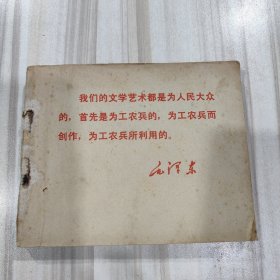 我们的文学艺术都是为人民大众
的，首先是为工农兵的，为工农兵而
创作，为工农兵所利用的。
毛泽东